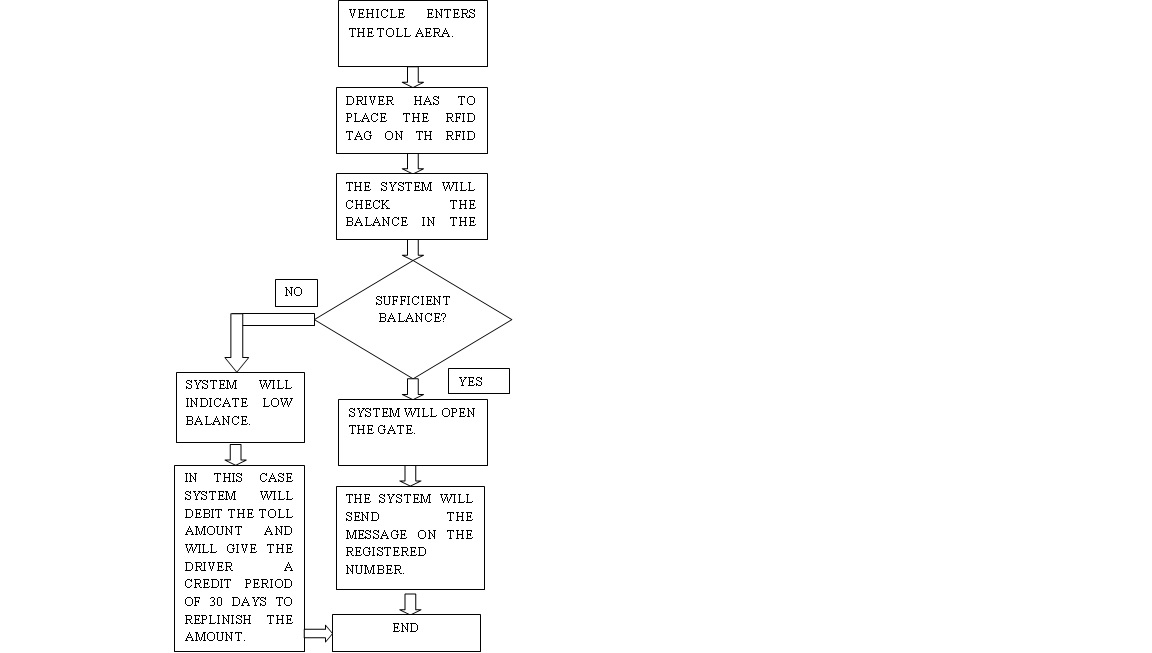 VEHICLE ENTERS
THE TOLL AERA.
DRIVER HAS TO
PLACE THE RFID
TAG ON TH RFID
THE SYSTEM WILL
CHECK THE
BALANCE IN THE
NO
SUFFICIENT
BALANCE?
YES
SYSTEM WILL
INDICATE LOW
BALANCE.
SYSTEM WILL OPEN
THE GATE.
IN THIS CASE
SYSTEM WILL
DEBIT THE TOLL
AMOUNT AND
WILL GIVE THE
DRIVER A
CREDIT PERIOD
OF 30 DAYS TO
REPLINISH THE
AMOUNT.
THE SYSTEM WILL
SEND THE
MESSAGE ON THE
REGISTERED
NUMBER.
END